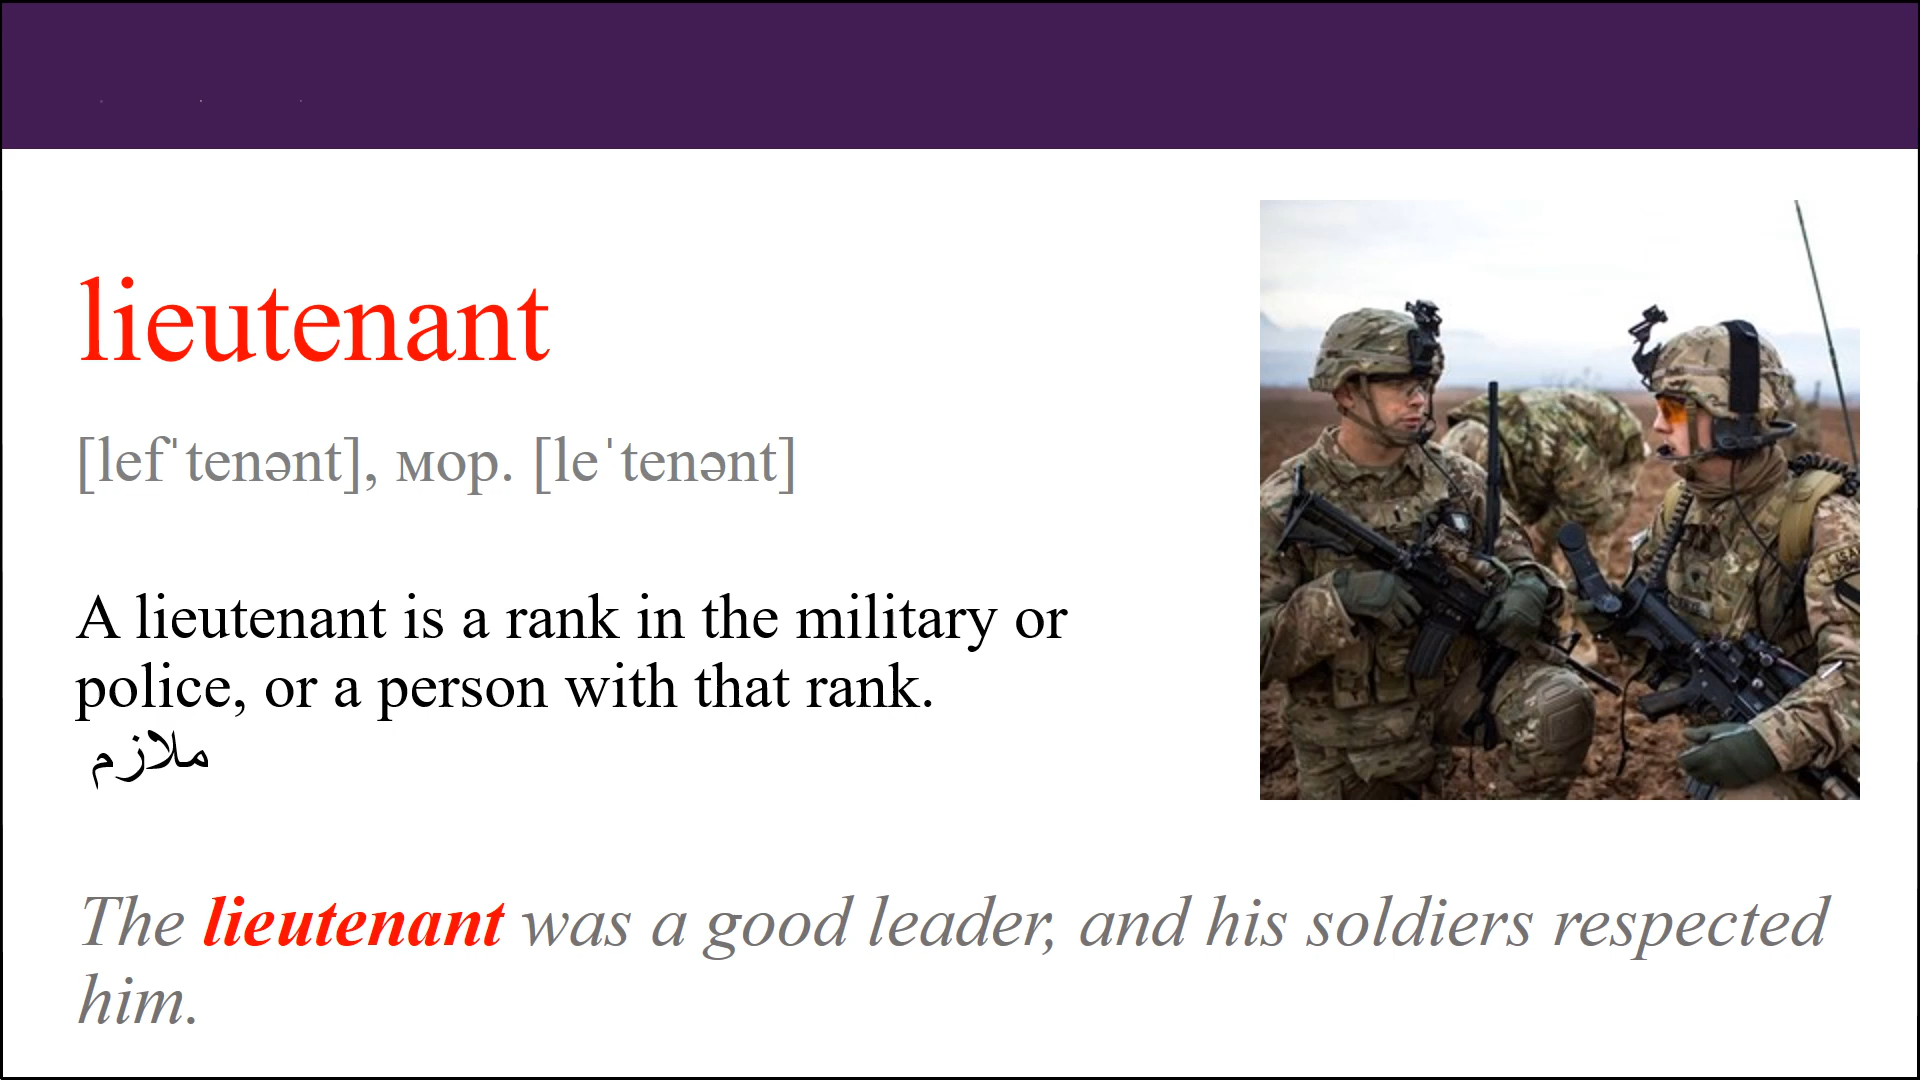 lieutenant
[lefˈtenənt], мор. [leˈtenənt]
A lieutenant is a rank in the military or
police, or a person with that rank.
ملازم
The lieutenant was a good leader, and his soldiers respected
him.